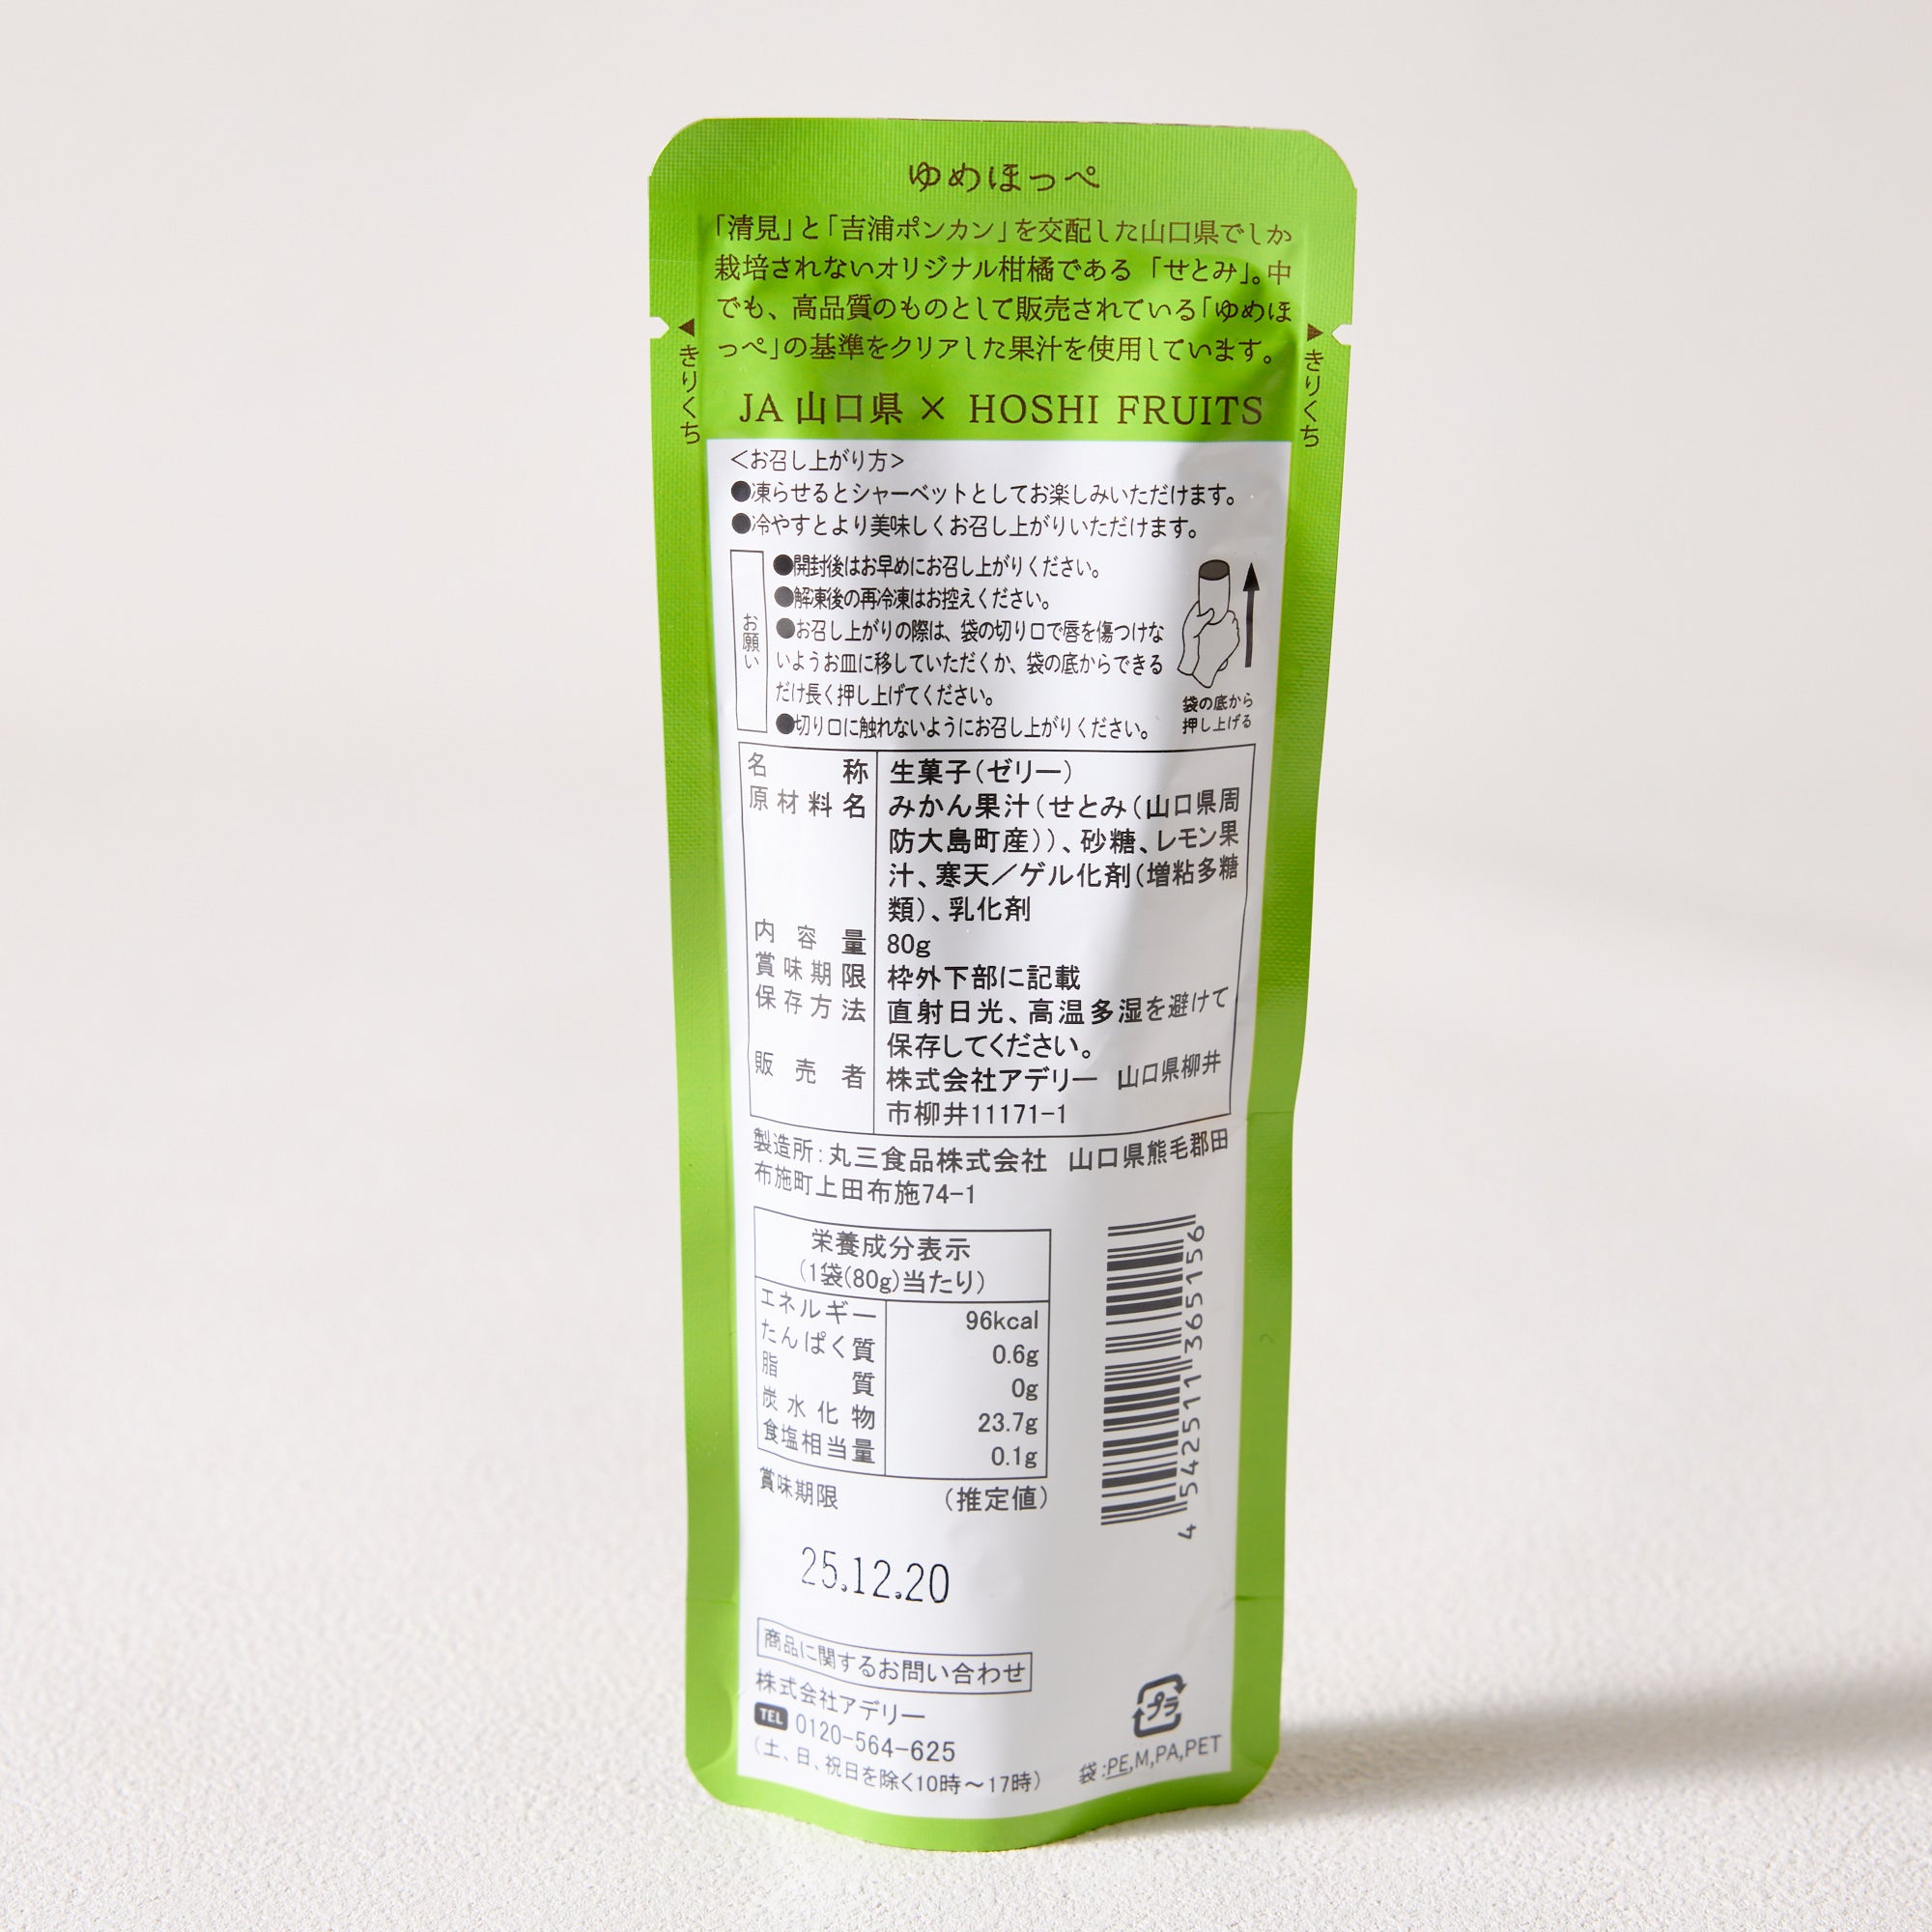 ゆめほっぺ
「清見」と「吉浦ポンカン」を交配した山口県でしか
栽培されないオリジナル柑橘である「せとみ」。中
でも、高品質のものとして販売されている「ゆめほ
っぺ」の基準をクリアした果汁を使用しています。
◀きりくち
▶きりくち
JA 山口県 × HOSHI FRUITS
<お召し上がり方>
●凍らせるとシャーベットとしてお楽しみいただけます。
●冷やすとより美味しくお召し上がりいただけます。
お願い
●開封後はお早めにお召し上がりください。
●解凍後の再冷凍はお控えください。
●お召し上がりの際は、袋の切り口で唇を傷つけな
いようお皿に移していただくか、袋の底からできる
だけ長く押し上げてください。
●切り口に触れないようにお召し上がりください。
袋の底から
押し上げる
名称 生菓子(ゼリー)
原材料名 みかん果汁(せとみ(山口県周
防大島町産))、砂糖、レモン果
汁、寒天/ゲル化剤(増粘多糖
類)、乳化剤
内容量 80g
賞味期限 枠外下部に記載
保存方法 直射日光、高温多湿を避けて
保存してください。
販売者 株式会社アデリー 山口県柳井
市柳井11171-1
製造所:丸三食品株式会社 山口県熊毛郡田
布施町上田布施74-1
栄養成分表示
(1袋(80g)当たり)
エネルギー 96kcal
たんぱく質 0.6g
脂質 0g
炭水化物 23.7g
食塩相当量 0.1g
(推定値)
賞味期限
25.12.20
4542511365156
商品に関するお問い合わせ
株式会社アデリー
TEL 0120-564-625
(土、日、祝日を除く10時～17時)
プラ
袋:PE,M,PA,PET